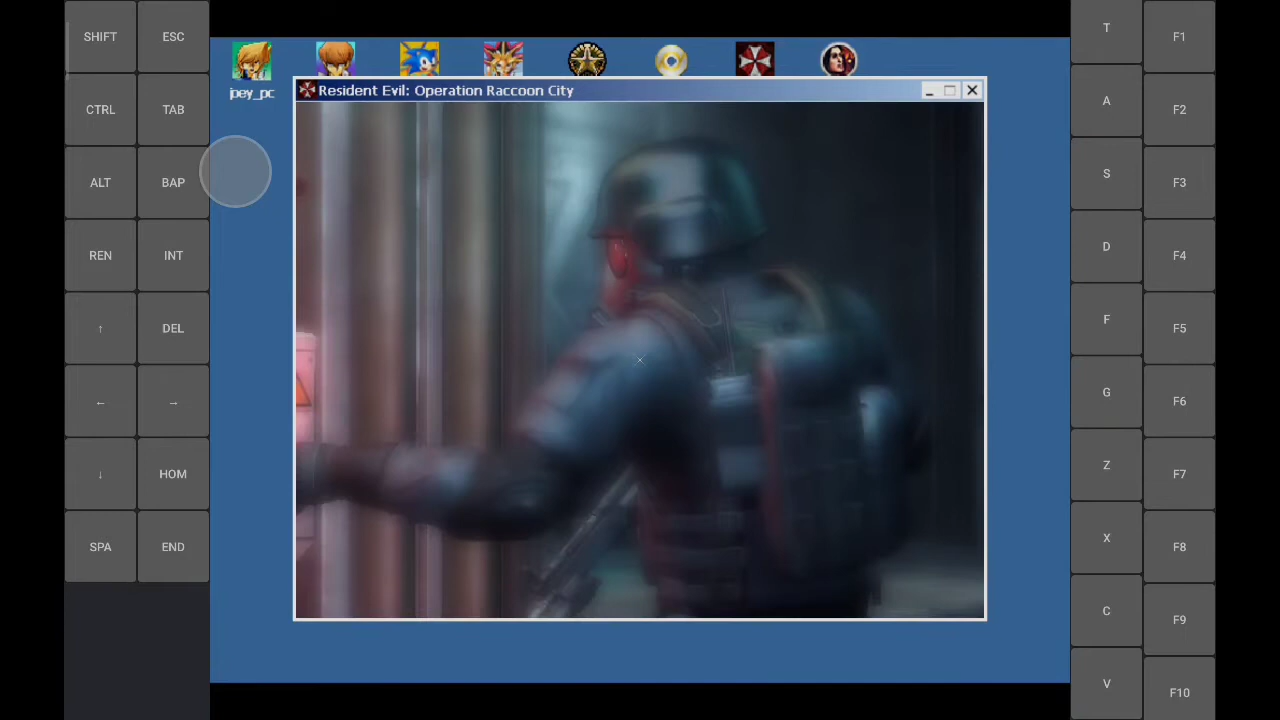 SHIFT ESC
CTRL TAB
ALT BAP
REN INT
↑ DEL
← →
↓ HOM
SPA END
joey_pc
Resident Evil: Operation Raccoon City
T F1
A F2
S F3
D F4
F F5
G F6
Z F7
X F8
C F9
V F10